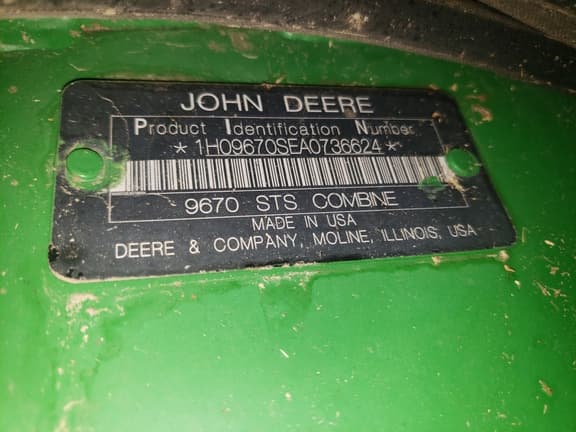 JOHN DEERE
Product Identification Number
*1H09670SEA0736624*
9670 STS COMBINE
MADE IN USA
DEERE & COMPANY, MOLINE, ILLINOIS, USA